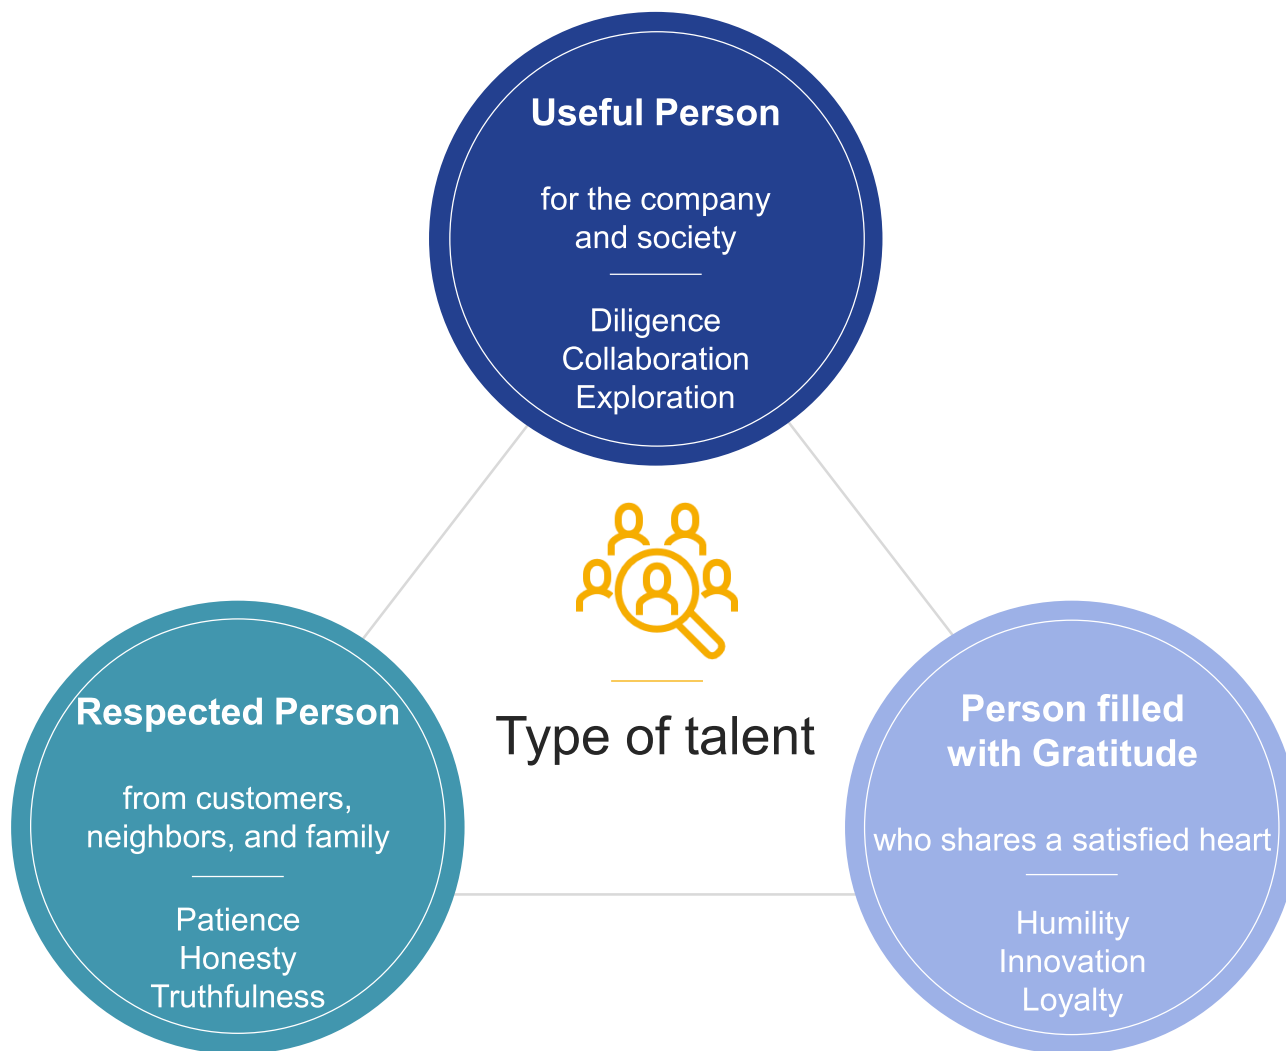 Useful Person
for the company
and society
Diligence
Collaboration
Exploration
Type of talent
Respected Person
from customers,
neighbors, and family
Patience
Honesty
Truthfulness
Person filled
with Gratitude
who shares a satisfied heart
Humility
Innovation
Loyalty